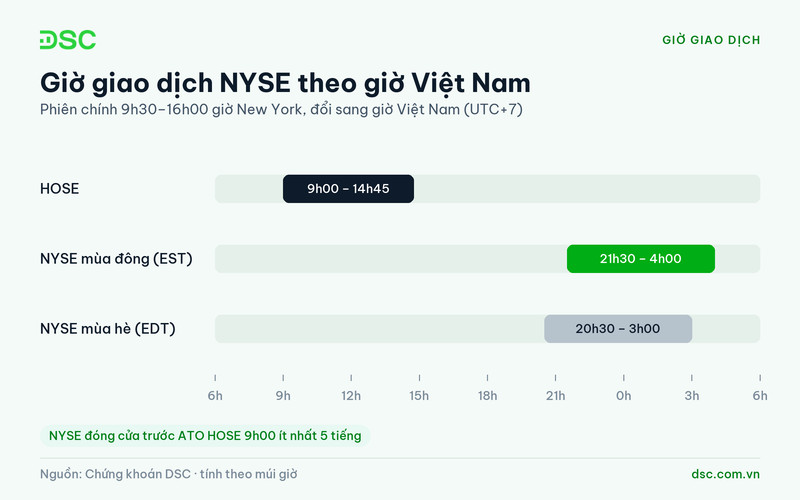 DSC
GIỜ GIAO DỊCH
Giờ giao dịch NYSE theo giờ Việt Nam
Phiên chính 9h30–16h00 giờ New York, đổi sang giờ Việt Nam (UTC+7)
HOSE
9h00 – 14h45
NYSE mùa đông (EST)
21h30 – 4h00
NYSE mùa hè (EDT)
20h30 – 3h00
6h 9h 12h 15h 18h 21h 0h 3h 6h
NYSE đóng cửa trước ATO HOSE 9h00 ít nhất 5 tiếng
Nguồn: Chứng khoán DSC · tính theo múi giờ
dsc.com.vn